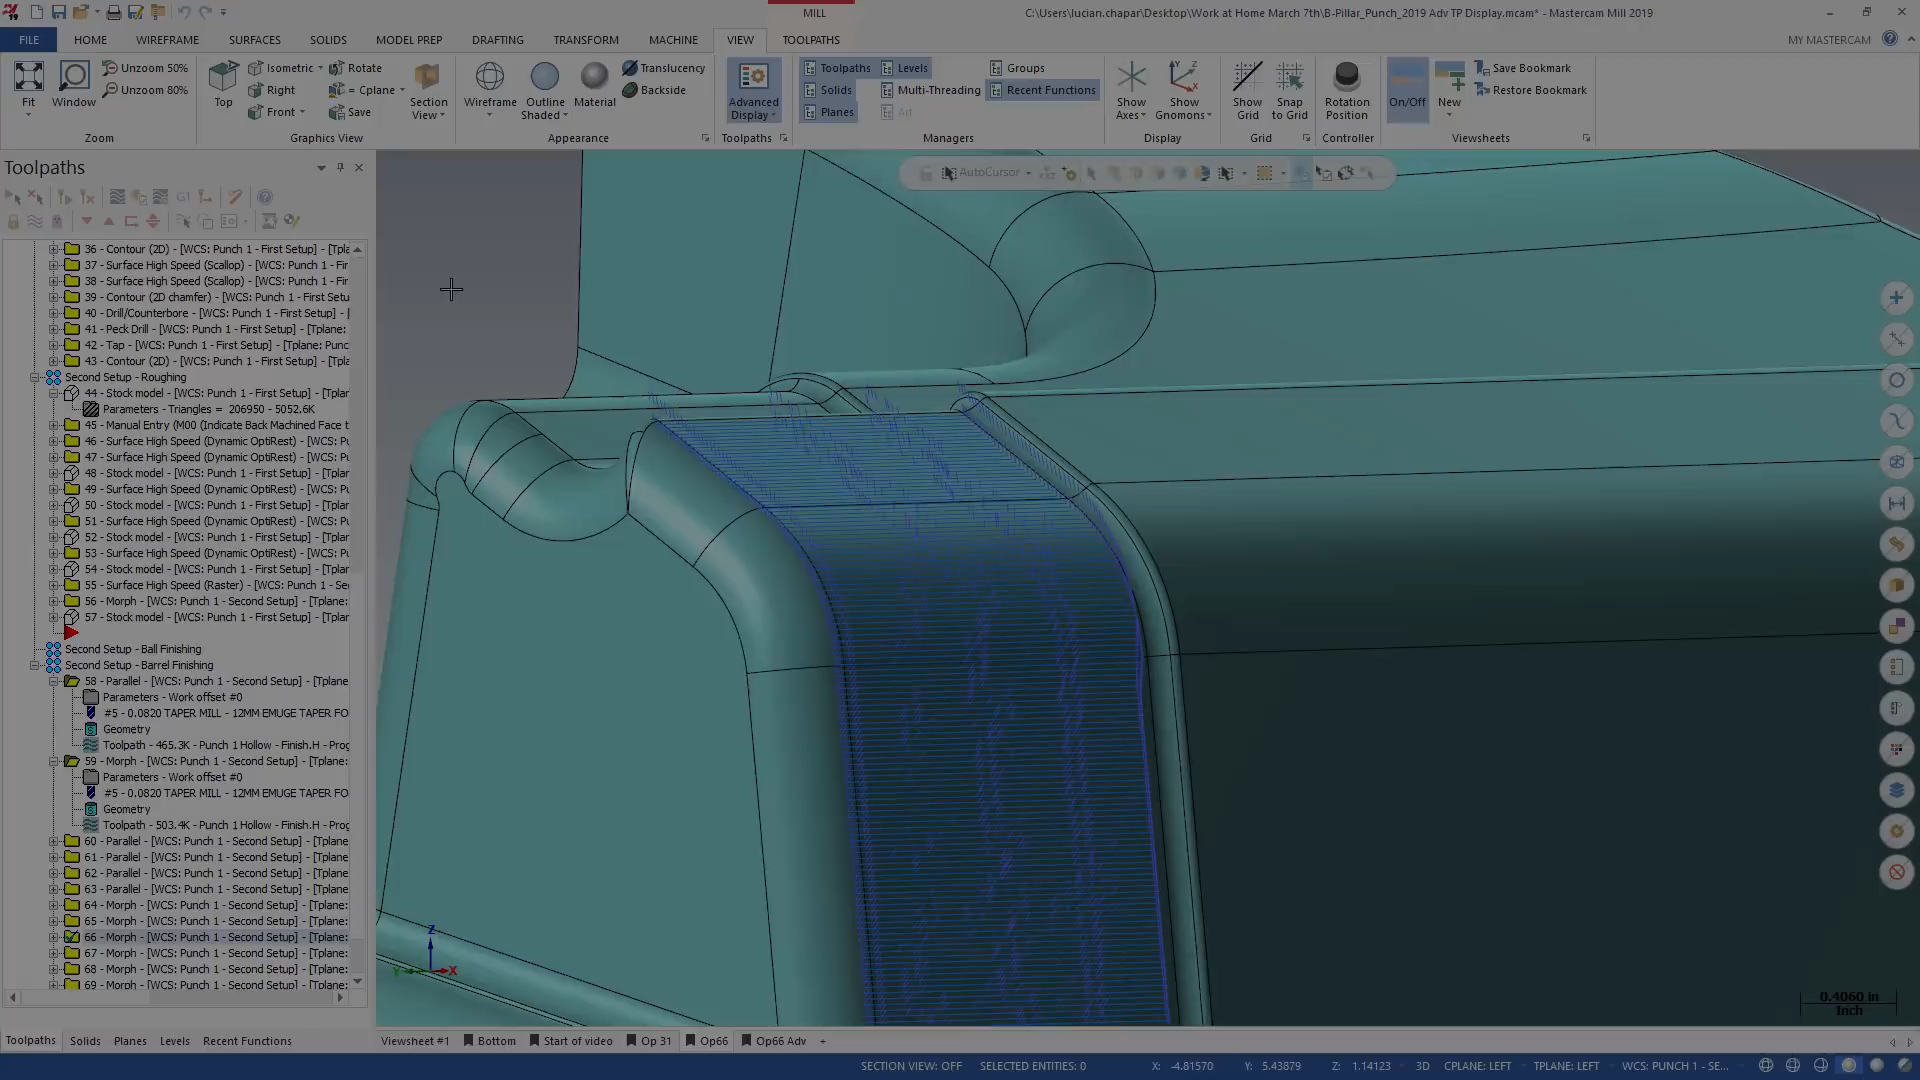 MILL
C:\Users\lucian.chapar\Desktop\Work at Home March 7th\B-Pillar_Punch_2019 Adv TP Display.mcam* - Mastercam Mill 2019
FILE HOME WIREFRAME SURFACES SOLIDS MODEL PREP DRAFTING TRANSFORM MACHINE VIEW TOOLPATHS MY MASTERCAM
Fit
Window
Unzoom 50%
Unzoom 80%
Zoom
Top
Isometric
Right
Front
Rotate
= Cplane
Save
Section View
Graphics View
Wireframe
Outline Shaded
Material
Translucency
Backside
Appearance
Advanced Display
Toolpaths
Toolpaths
Solids
Planes
Levels
Multi-Threading
Art
Groups
Recent Functions
Managers
Show Axes
Show Gnomons
Display
Show Grid
Snap to Grid
Grid
Rotation Position
Controller
On/Off
New
Save Bookmark
Restore Bookmark
Viewsheets
Toolpaths
G1
AutoCursor
36 - Contour (2D) - [WCS: Punch 1 - First Setup] - [Tpla
37 - Surface High Speed (Scallop) - [WCS: Punch 1 - Fir
38 - Surface High Speed (Scallop) - [WCS: Punch 1 - Fir
39 - Contour (2D chamfer) - [WCS: Punch 1 - First Setu
40 - Drill/Counterbore - [WCS: Punch 1 - First Setup] - [
41 - Peck Drill - [WCS: Punch 1 - First Setup] - [Tplane:
42 - Tap - [WCS: Punch 1 - First Setup] - [Tplane: Punc
43 - Contour (2D) - [WCS: Punch 1 - First Setup] - [Tpla
Second Setup - Roughing
44 - Stock model - [WCS: Punch 1 - First Setup] - [Tplan
Parameters - Triangles = 206950 - 5052.6K
45 - Manual Entry (M00 (Indicate Back Machined Face t
46 - Surface High Speed (Dynamic OptiRest) - [WCS: Pu
47 - Surface High Speed (Dynamic OptiRest) - [WCS: Pu
48 - Stock model - [WCS: Punch 1 - First Setup] - [Tplan
49 - Surface High Speed (Dynamic OptiRest) - [WCS: Pu
50 - Stock model - [WCS: Punch 1 - First Setup] - [Tplan
51 - Surface High Speed (Dynamic OptiRest) - [WCS: Pu
52 - Stock model - [WCS: Punch 1 - First Setup] - [Tplan
53 - Surface High Speed (Dynamic OptiRest) - [WCS: Pu
54 - Stock model - [WCS: Punch 1 - First Setup] - [Tplan
55 - Surface High Speed (Raster) - [WCS: Punch 1 - Sec
56 - Morph - [WCS: Punch 1 - Second Setup] - [Tplane:
57 - Stock model - [WCS: Punch 1 - First Setup] - [Tplan
Second Setup - Ball Finishing
Second Setup - Barrel Finishing
58 - Parallel - [WCS: Punch 1 - Second Setup] - [Tplane
Parameters - Work offset #0
#5 - 0.0820 TAPER MILL - 12MM EMUGE TAPER FO
Geometry
Toolpath - 465.3K - Punch 1 Hollow - Finish.H - Prog
59 - Morph - [WCS: Punch 1 - Second Setup] - [Tplane:
Parameters - Work offset #0
#5 - 0.0820 TAPER MILL - 12MM EMUGE TAPER FO
Geometry
Toolpath - 503.4K - Punch 1 Hollow - Finish.H - Prog
60 - Parallel - [WCS: Punch 1 - Second Setup] - [Tplane
61 - Parallel - [WCS: Punch 1 - Second Setup] - [Tplane
62 - Parallel - [WCS: Punch 1 - Second Setup] - [Tplane
63 - Parallel - [WCS: Punch 1 - Second Setup] - [Tplane
64 - Morph - [WCS: Punch 1 - Second Setup] - [Tplane:
65 - Morph - [WCS: Punch 1 - Second Setup] - [Tplane:
66 - Morph - [WCS: Punch 1 - Second Setup] - [Tplane:
67 - Morph - [WCS: Punch 1 - Second Setup] - [Tplane:
68 - Morph - [WCS: Punch 1 - Second Setup] - [Tplane:
69 - Morph - [WCS: Punch 1 - Second Setup] - [Tplane:
Z
Y
X
0.4060 in
Inch
Toolpaths Solids Planes Levels Recent Functions
Viewsheet #1 Bottom Start of video Op 31 Op66 Op66 Adv +
SECTION VIEW: OFF SELECTED ENTITIES: 0 X: -4.81570 Y: 5.43879 Z: 1.14123 3D CPLANE: LEFT TPLANE: LEFT WCS: PUNCH 1 - SE...